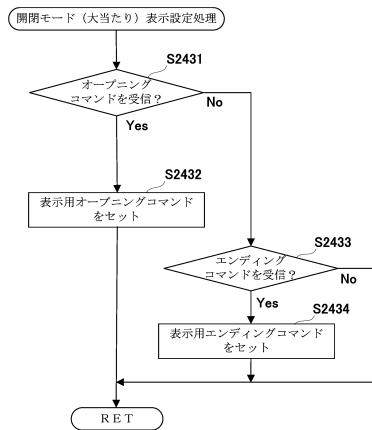 開閉モード（大当たり）表示設定処理
S2431
オープニング
コマンドを受信？
No
Yes
S2432
表示用オープニングコマンド
をセット
S2433
エンディング
コマンドを受信？
No
Yes
S2434
表示用エンディングコマンド
をセット
ＲＥＴ